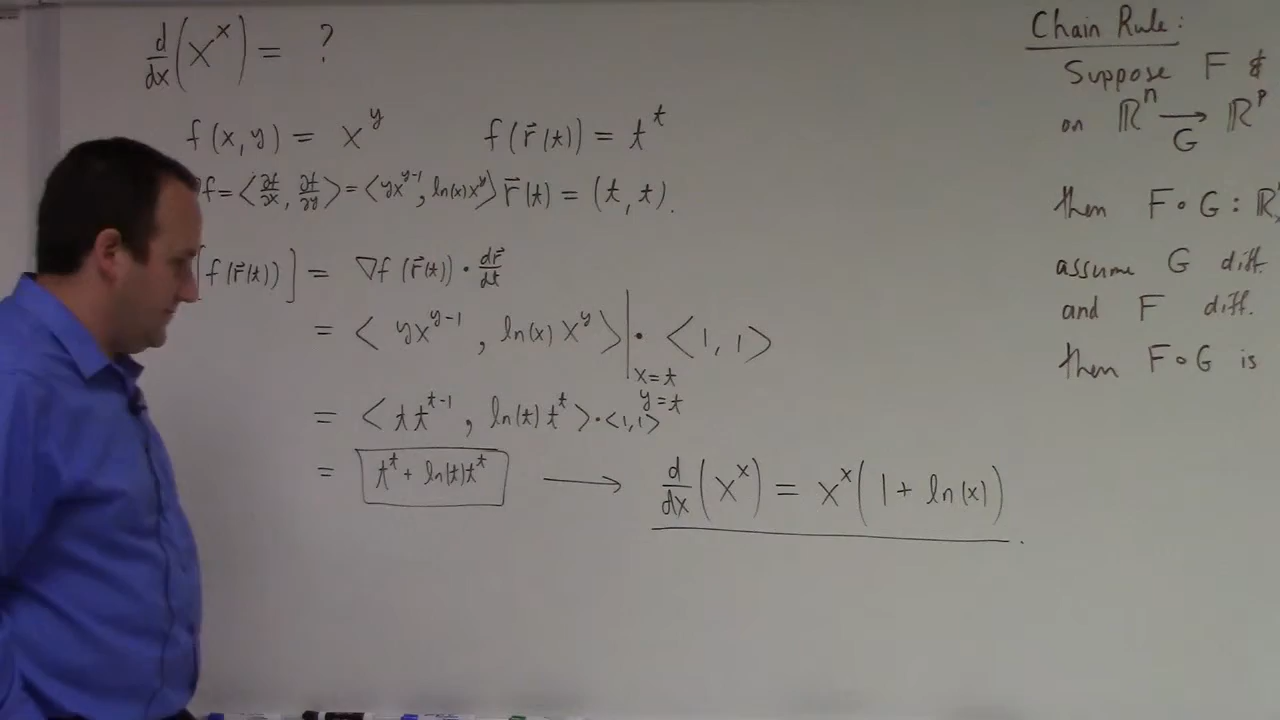 d/dx (x^x) = ?
f(x,y) = x^y f(r⃗(t)) = t^t
f = ⟨∂f/∂x, ∂f/∂y⟩ = ⟨yx^{y-1}, ln(x)x^y⟩ r⃗(t) = (t, t).
[f(r⃗(t))] = ∇f(r⃗(t)) • dr⃗/dt
= ⟨yx^{y-1}, ln(x) x^y⟩| • ⟨1, 1⟩
x=t
y=t
= ⟨t t^{t-1}, ln(t) t^t⟩ • ⟨1,1⟩
= t^t + ln(t)t^t → d/dx (x^x) = x^x (1 + ln(x)).
Chain Rule:
Suppose F &
on ℝ^n →_G ℝ^p
then F∘G : ℝ
assume G diff.
and F diff.
then F∘G is